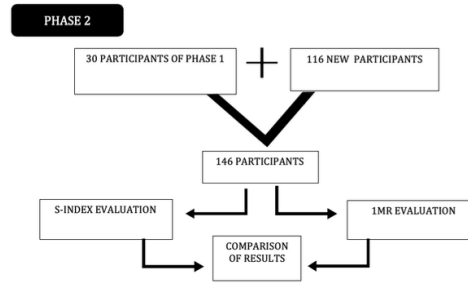 PHASE 2
30 PARTICIPANTS OF PHASE 1
116 NEW PARTICIPANTS
146 PARTICIPANTS
S-INDEX EVALUATION
1MR EVALUATION
COMPARISON
OF RESULTS